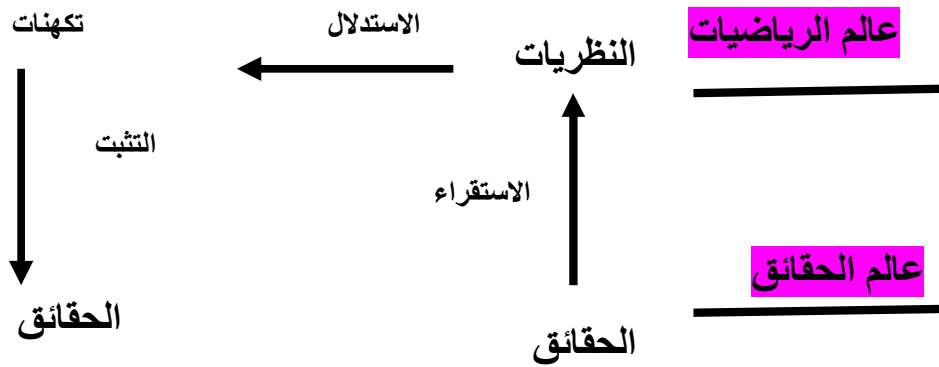 عالم الرياضيات
النظريات
الاستدلال
تكهنات
الاستقراء
التثبت
عالم الحقائق
الحقائق
الحقائق